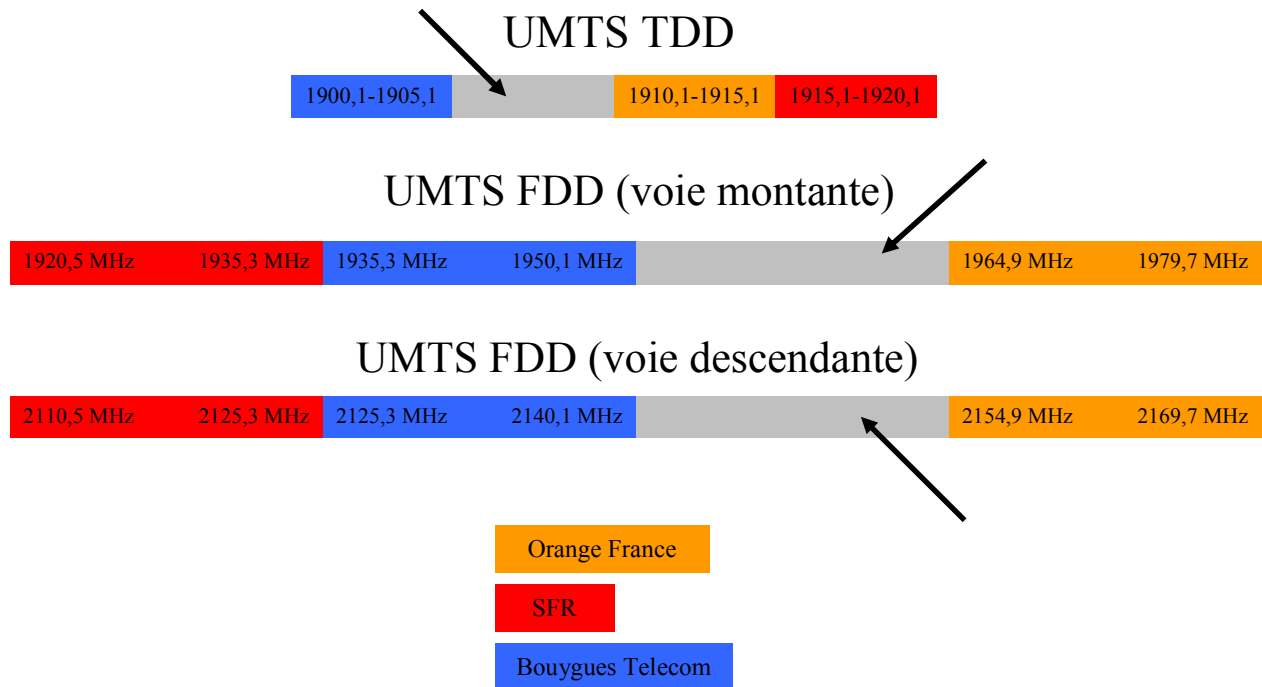 UMTS TDD
1900,1-1905,1 1910,1-1915,1 1915,1-1920,1
UMTS FDD (voie montante)
1920,5 MHz 1935,3 MHz 1935,3 MHz 1950,1 MHz 1964,9 MHz 1979,7 MHz
UMTS FDD (voie descendante)
2110,5 MHz 2125,3 MHz 2125,3 MHz 2140,1 MHz 2154,9 MHz 2169,7 MHz
Orange France
SFR
Bouygues Telecom